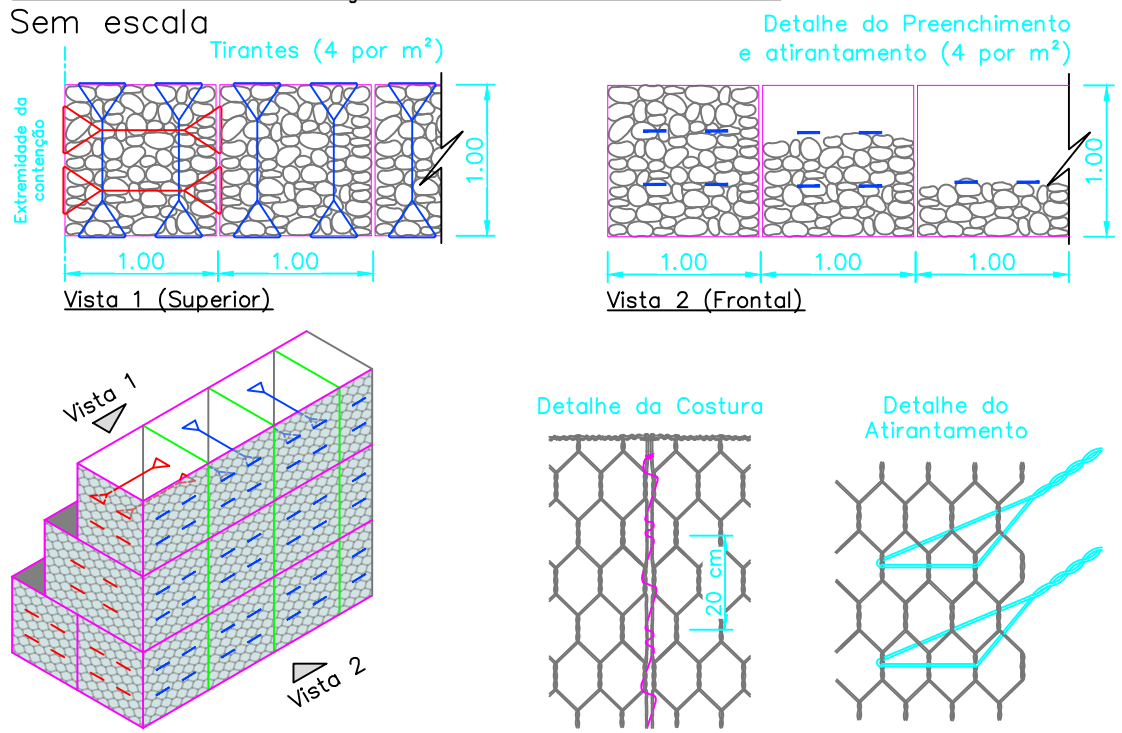 Sem escala
Tirantes (4 por m²)
Extremidade da
contenção
1.00
1.00
1.00
Vista 1 (Superior)
Detalhe do Preenchimento
e atirantamento (4 por m²)
1.00
1.00
1.00
1.00
Vista 2 (Frontal)
Vista 1
Vista 2
Detalhe da Costura
20 cm
Detalhe do
Atirantamento